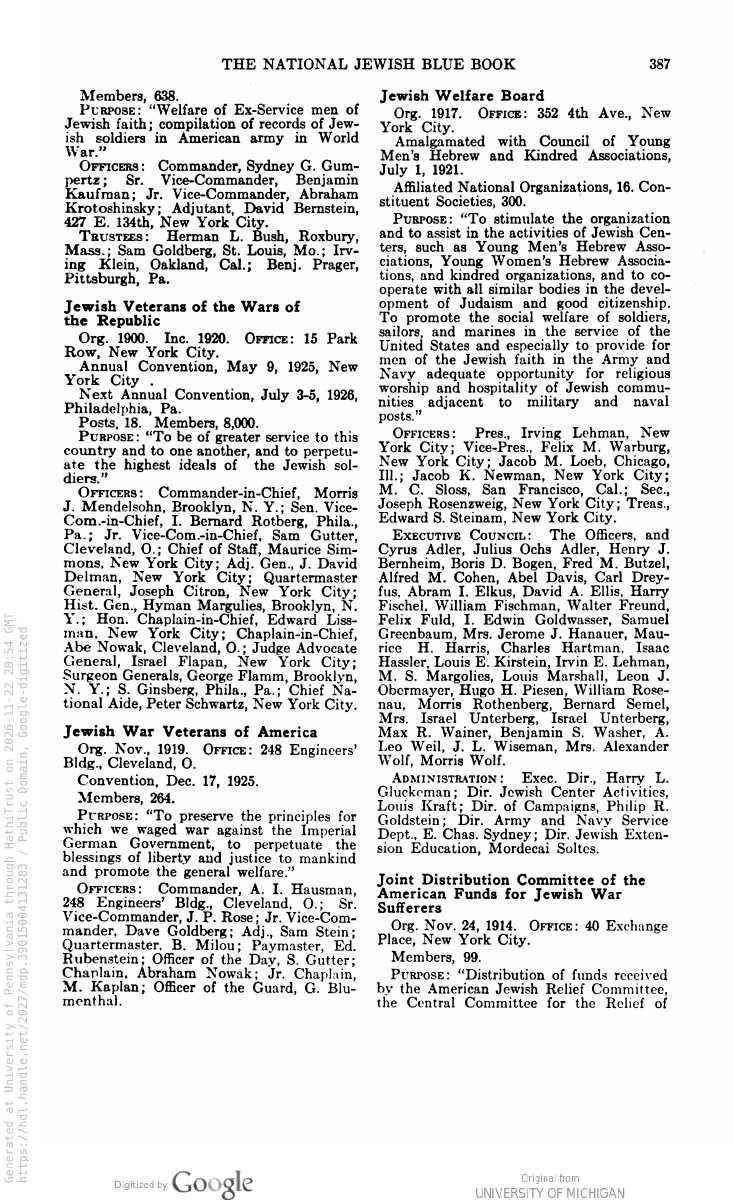 THE NATIONAL JEWISH BLUE BOOK 387
Members, 638.
PURPOSE: "Welfare of Ex-Service men of
Jewish faith; compilation of records of Jew-
ish soldiers in American army in World
War."
OFFICERS: Commander, Sydney G. Gum-
pertz; Sr. Vice-Commander, Benjamin
Kaufman; Jr. Vice-Commander, Abraham
Krotoshinsky; Adjutant, David Bernstein,
427 E. 134th, New York City.
TRUSTEES: Herman L. Bush, Roxbury,
Mass.; Sam Goldberg, St. Louis, Mo.; Irv-
ing Klein, Oakland, Cal.; Benj. Prager,
Pittsburgh, Pa.
Jewish Veterans of the Wars of
the Republic
Org. 1900. Inc. 1920. OFFICE: 15 Park
Row, New York City.
Annual Convention, May 9, 1925, New
York City .
Next Annual Convention, July 3-5, 1926,
Philadelphia, Pa.
Posts, 18. Members, 8,000.
PURPOSE: "To be of greater service to this
country and to one another, and to perpetu-
ate the highest ideals of the Jewish sol-
diers."
OFFICERS: Commander-in-Chief, Morris
J. Mendelsohn, Brooklyn, N. Y.; Sen. Vice-
Com.-in-Chief, I. Bernard Rotberg, Phila.,
Pa.; Jr. Vice-Com.-in-Chief, Sam Gutter,
Cleveland, O.; Chief of Staff, Maurice Sim-
mons, New York City; Adj. Gen., J. David
Delman, New York City; Quartermaster
General, Joseph Citron, New York City;
Hist. Gen., Hyman Margulies, Brooklyn, N.
Y.; Hon. Chaplain-in-Chief, Edward Liss-
man, New York City; Chaplain-in-Chief,
Abe Nowak, Cleveland, O.; Judge Advocate
General, Israel Flapan, New York City;
Surgeon Generals, George Flamm, Brooklyn,
N. Y.; S. Ginsberg, Phila., Pa.; Chief Na-
tional Aide, Peter Schwartz, New York City.
Jewish War Veterans of America
Org. Nov., 1919. OFFICE: 248 Engineers'
Bldg., Cleveland, O.
Convention, Dec. 17, 1925.
Members, 264.
PURPOSE: "To preserve the principles for
which we waged war against the Imperial
German Government, to perpetuate the
blessings of liberty and justice to mankind
and promote the general welfare."
OFFICERS: Commander, A. I. Hausman,
248 Engineers' Bldg., Cleveland, O.; Sr.
Vice-Commander, J. P. Rose; Jr. Vice-Com-
mander, Dave Goldberg; Adj., Sam Stein;
Quartermaster, B. Milou; Paymaster, Ed.
Rubenstein; Officer of the Day, S. Gutter;
Chaplain, Abraham Nowak; Jr. Chaplain,
M. Kaplan; Officer of the Guard, G. Blu-
menthal.
Jewish Welfare Board
Org. 1917. OFFICE: 352 4th Ave., New
York City.
Amalgamated with Council of Young
Men's Hebrew and Kindred Associations,
July 1, 1921.
Affiliated National Organizations, 16. Con-
stituent Societies, 300.
PURPOSE: "To stimulate the organization
and to assist in the activities of Jewish Cen-
ters, such as Young Men's Hebrew Asso-
ciations, Young Women's Hebrew Associa-
tions, and kindred organizations, and to co-
operate with all similar bodies in the devel-
opment of Judaism and good citizenship.
To promote the social welfare of soldiers,
sailors, and marines in the service of the
United States and especially to provide for
men of the Jewish faith in the Army and
Navy adequate opportunity for religious
worship and hospitality of Jewish commu-
nities adjacent to military and naval
posts."
OFFICERS: Pres., Irving Lehman, New
York City; Vice-Pres., Felix M. Warburg,
New York City; Jacob M. Loeb, Chicago,
Ill.; Jacob K. Newman, New York City;
M. C. Sloss, San Francisco, Cal.; Sec.,
Joseph Rosenzweig, New York City; Treas.,
Edward S. Steinam, New York City.
EXECUTIVE COUNCIL: The Officers, and
Cyrus Adler, Julius Ochs Adler, Henry J.
Bernheim, Boris D. Bogen, Fred M. Butzel,
Alfred M. Cohen, Abel Davis, Carl Drey-
fus, Abram I. Elkus, David A. Ellis, Harry
Fischel, William Fischman, Walter Freund,
Felix Fuld, I. Edwin Goldwasser, Samuel
Greenbaum, Mrs. Jerome J. Hanauer, Mau-
rice H. Harris, Charles Hartman, Isaac
Hassler, Louis E. Kirstein, Irvin E. Lehman,
M. S. Margolies, Louis Marshall, Leon J.
Obermayer, Hugo H. Piesen, William Rose-
nau, Morris Rothenberg, Bernard Semel,
Mrs. Israel Unterberg, Israel Unterberg,
Max R. Wainer, Benjamin S. Washer, A.
Leo Weil, J. L. Wiseman, Mrs. Alexander
Wolf, Morris Wolf.
ADMINISTRATION: Exec. Dir., Harry L.
Gluckeman; Dir. Jewish Center Activities,
Louis Kraft; Dir. of Campaigns, Philip R.
Goldstein; Dir. Army and Navy Service
Dept., E. Chas. Sydney; Dir. Jewish Exten-
sion Education, Mordecai Soltes.
Joint Distribution Committee of the
American Funds for Jewish War
Sufferers
Org. Nov. 24, 1914. OFFICE: 40 Exchange
Place, New York City.
Members, 99.
PURPOSE: "Distribution of funds received
by the American Jewish Relief Committee,
the Central Committee for the Relief of
Generated at University of Pennsylvania through HathiTrust on 2026-11-22 20:54 GMT
https://hdl.handle.net/2027/mdp.39015004131283 / Public Domain, Google-digitized
Digitized by Google
Original from
UNIVERSITY OF MICHIGAN